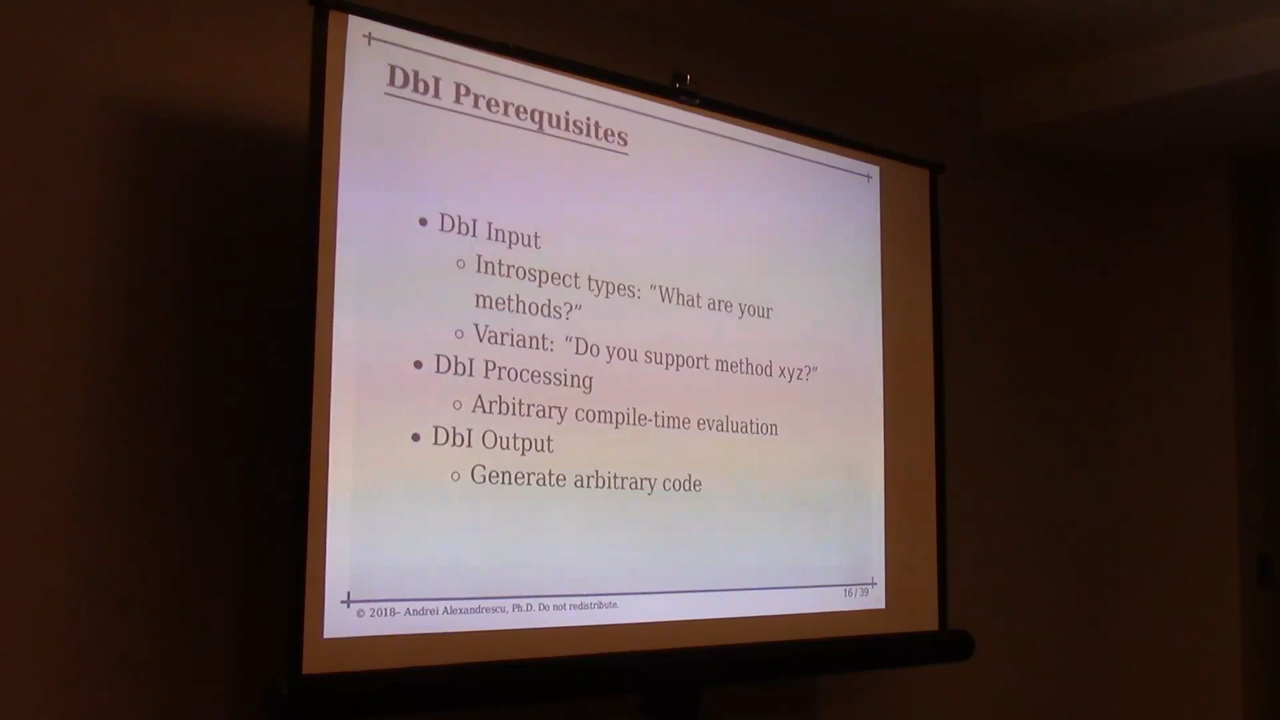 DbI Prerequisites
• DbI Input
○ Introspect types: “What are your
methods?”
○ Variant: “Do you support method xyz?”
• DbI Processing
○ Arbitrary compile-time evaluation
• DbI Output
○ Generate arbitrary code
© 2018– Andrei Alexandrescu, Ph.D. Do not redistribute.
16 / 39